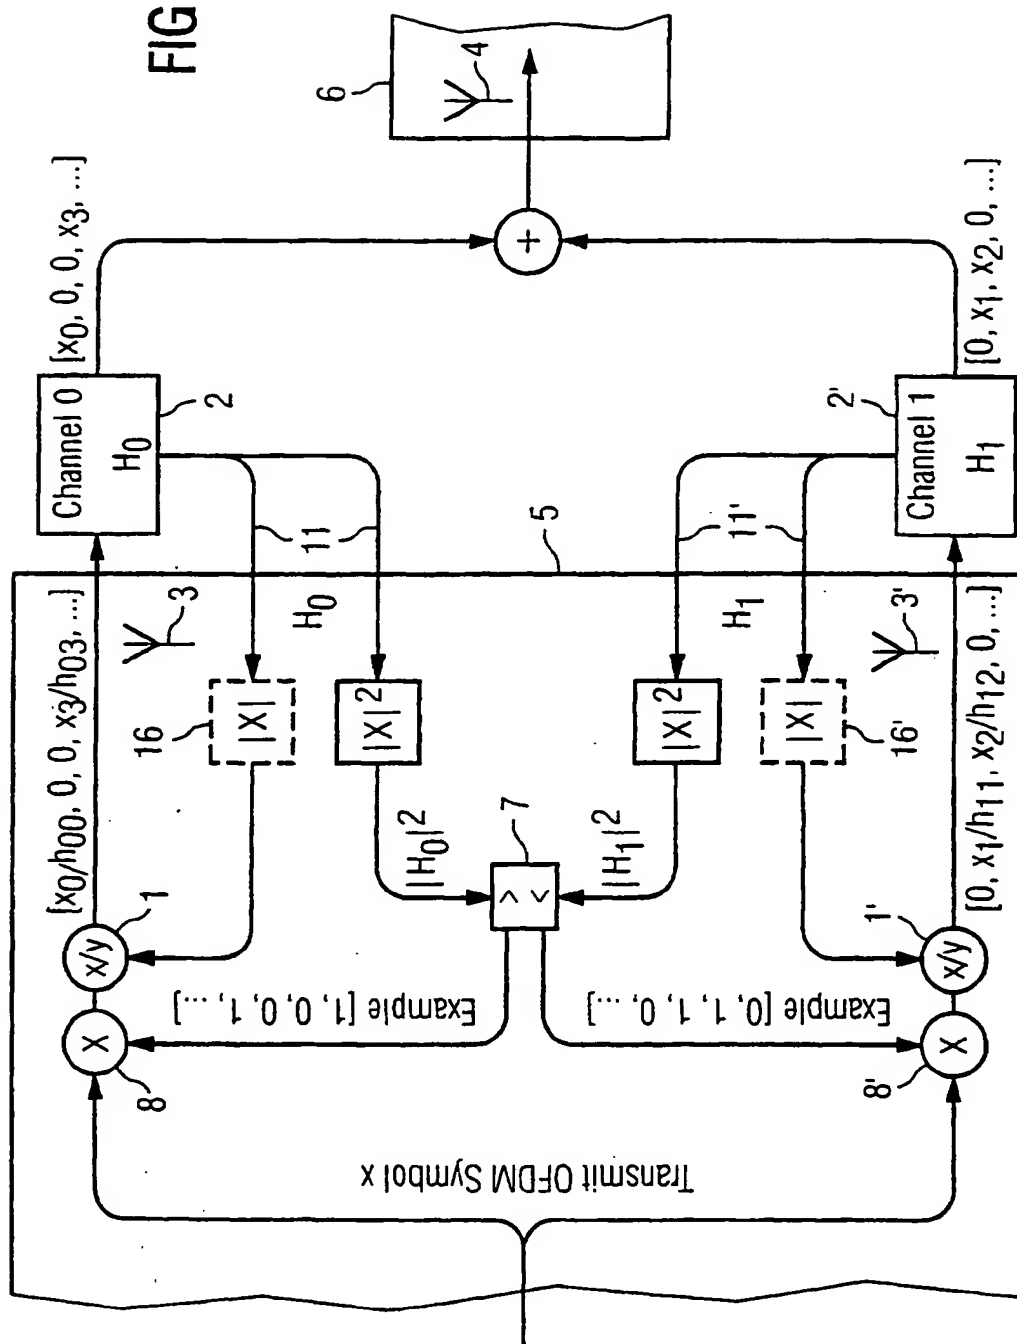 FIG
6
4
[x0, 0, 0, x3, ...]
+
[0, x1, x2, 0, ...]
Channel 0
H0
2
2'
Channel 1
H1
11
11'
5
[x0/h00, 0, 0, x3/h03, ...]
3
H0
H1
3'
[0, x1/h11, x2/h12, 0, ...]
16
|X|
|X|²
|X|²
|X|
16'
|H0|²
7
|H1|²
> <
1
x/y
1'
x/y
Example [1, 0, 0, 1, ...]
Example [0, 1, 1, 0, ...]
X
8
X
8'
Transmit OFDM Symbol x